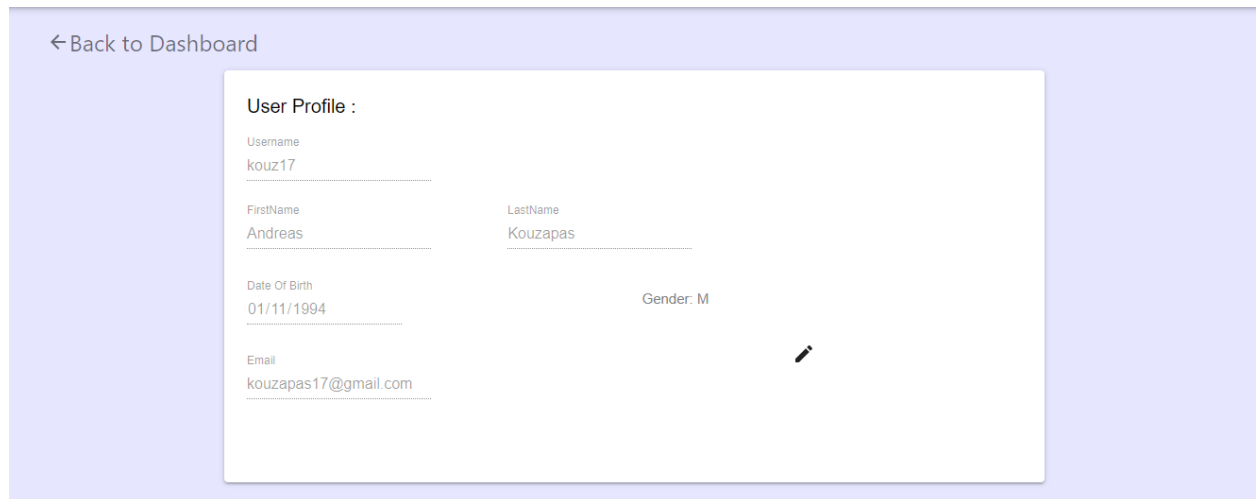 Back to Dashboard
User Profile :
Username
kouz17
FirstName LastName
Andreas Kouzapas
Date Of Birth
01/11/1994
Gender: M
Email
kouzapas17@gmail.com